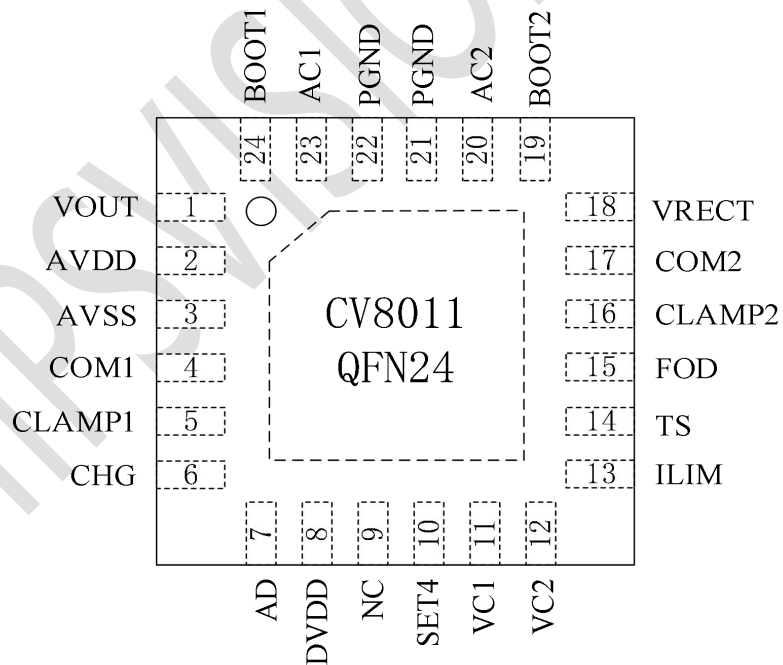 BOOT1 AC1 PGND PGND AC2 BOOT2
24 23 22 21 20 19
VOUT 1 18 VRECT
AVDD 2 17 COM2
AVSS 3 CV8011 16 CLAMP2
COM1 4 QFN24 15 FOD
CLAMP1 5 14 TS
CHG 6 13 ILIM
7 8 9 10 11 12
AD DVDD NC SET4 VC1 VC2